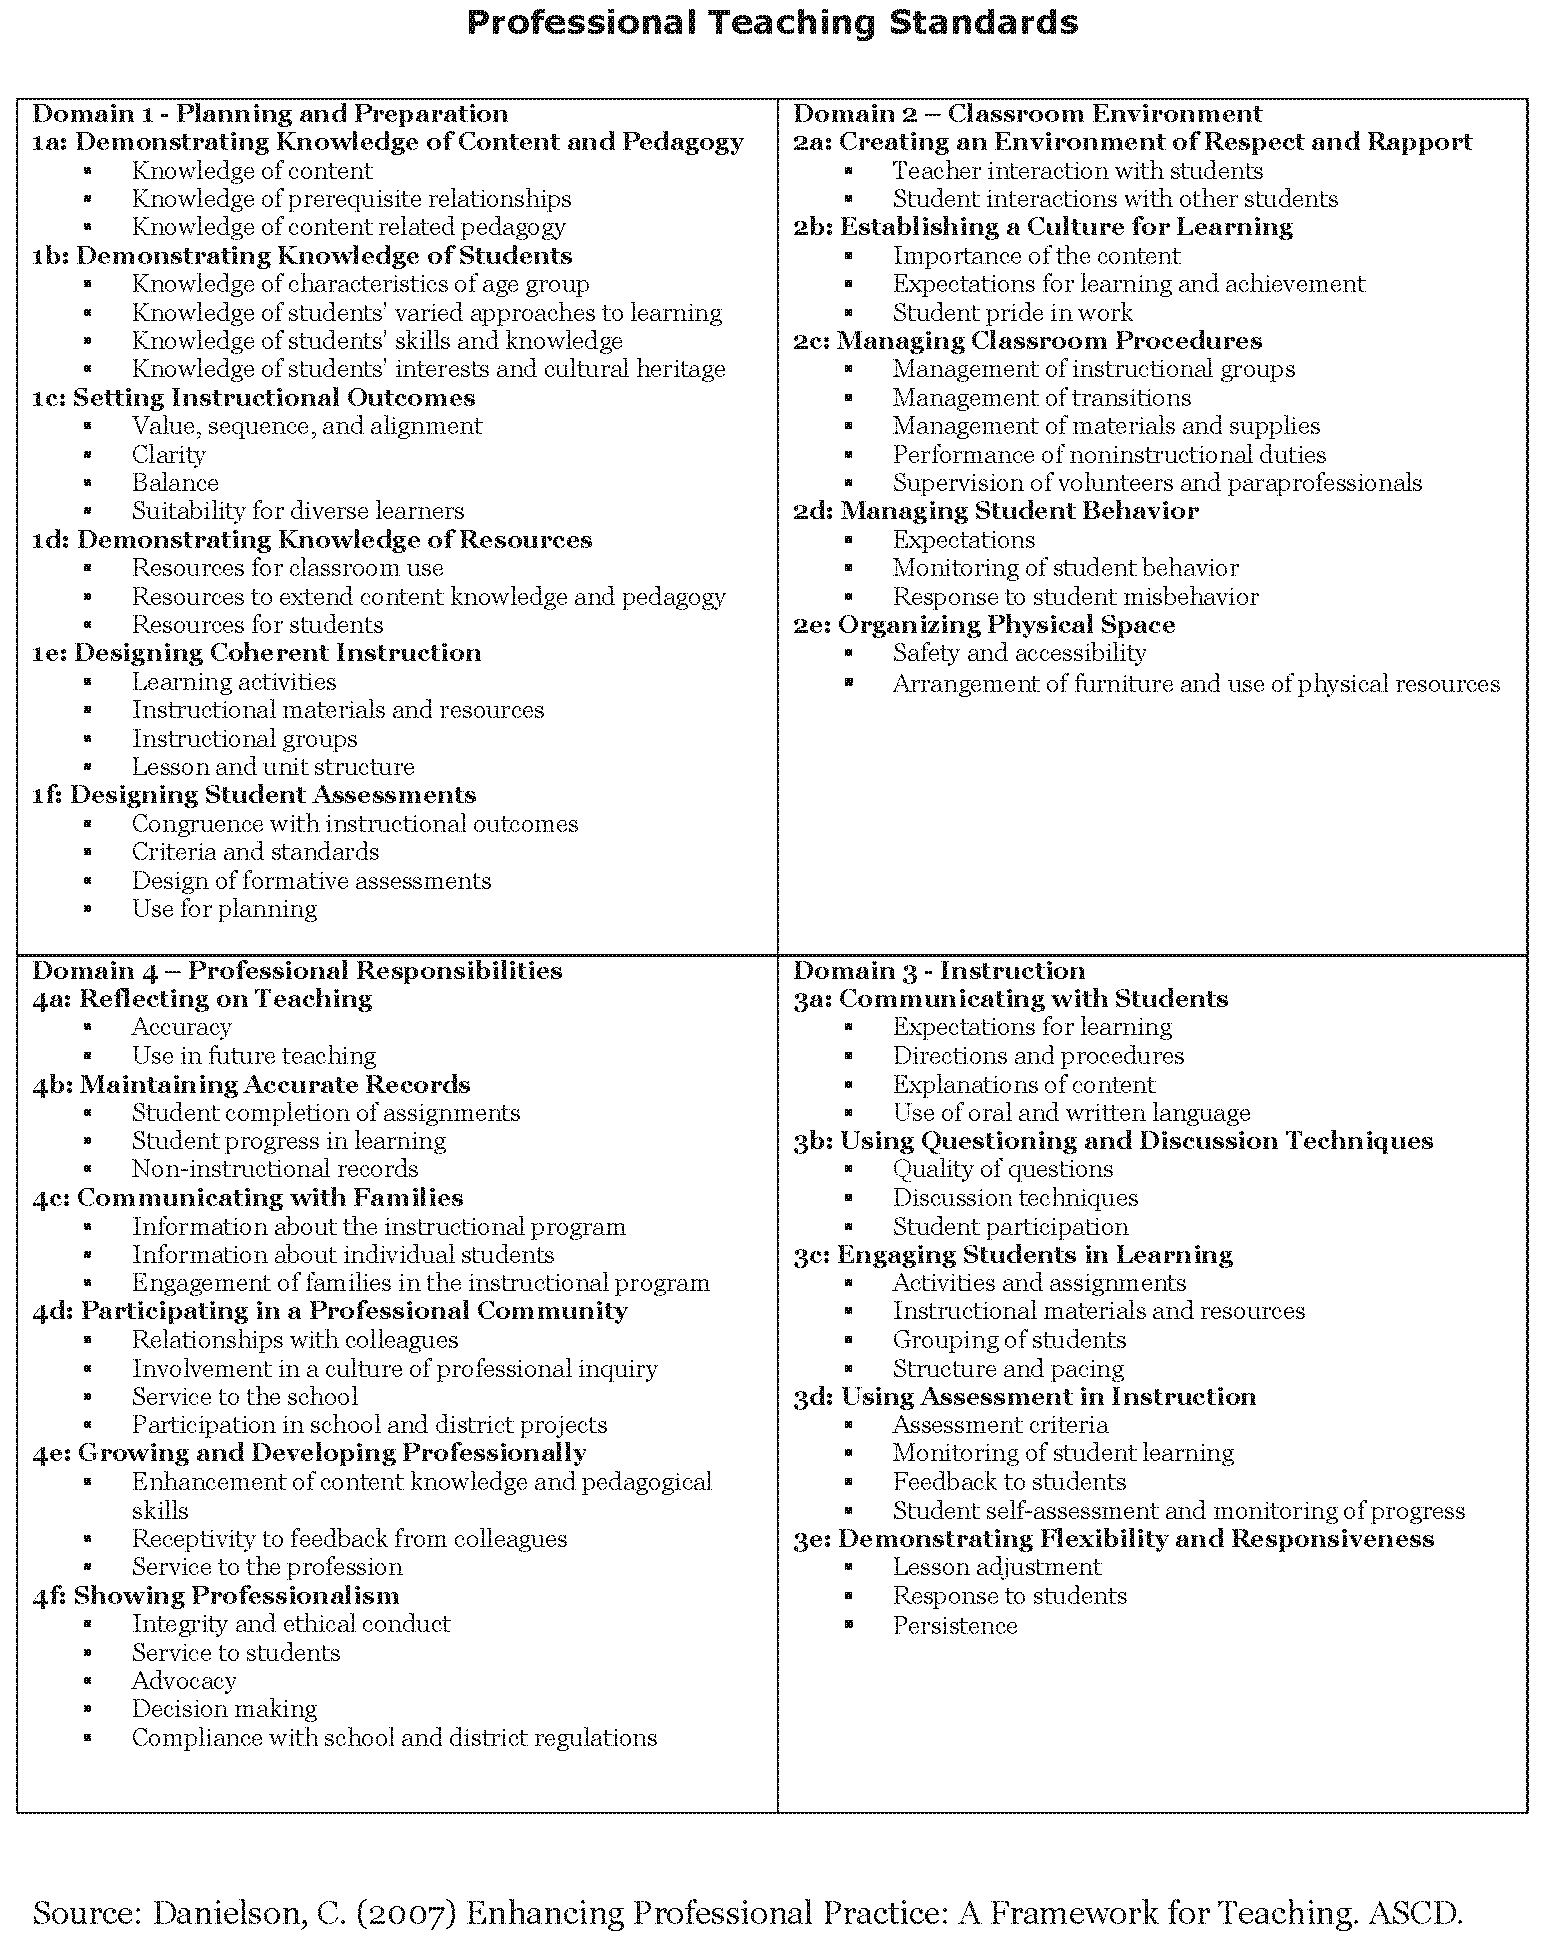 Professional Teaching Standards
Domain 1 - Planning and Preparation
1a: Demonstrating Knowledge of Content and Pedagogy
▪ Knowledge of content
▪ Knowledge of prerequisite relationships
▪ Knowledge of content related pedagogy
1b: Demonstrating Knowledge of Students
▪ Knowledge of characteristics of age group
▪ Knowledge of students' varied approaches to learning
▪ Knowledge of students' skills and knowledge
▪ Knowledge of students' interests and cultural heritage
1c: Setting Instructional Outcomes
▪ Value, sequence, and alignment
▪ Clarity
▪ Balance
▪ Suitability for diverse learners
1d: Demonstrating Knowledge of Resources
▪ Resources for classroom use
▪ Resources to extend content knowledge and pedagogy
▪ Resources for students
1e: Designing Coherent Instruction
▪ Learning activities
▪ Instructional materials and resources
▪ Instructional groups
▪ Lesson and unit structure
1f: Designing Student Assessments
▪ Congruence with instructional outcomes
▪ Criteria and standards
▪ Design of formative assessments
▪ Use for planning
Domain 2 – Classroom Environment
2a: Creating an Environment of Respect and Rapport
▪ Teacher interaction with students
▪ Student interactions with other students
2b: Establishing a Culture for Learning
▪ Importance of the content
▪ Expectations for learning and achievement
▪ Student pride in work
2c: Managing Classroom Procedures
▪ Management of instructional groups
▪ Management of transitions
▪ Management of materials and supplies
▪ Performance of noninstructional duties
▪ Supervision of volunteers and paraprofessionals
2d: Managing Student Behavior
▪ Expectations
▪ Monitoring of student behavior
▪ Response to student misbehavior
2e: Organizing Physical Space
▪ Safety and accessibility
▪ Arrangement of furniture and use of physical resources
Domain 4 – Professional Responsibilities
4a: Reflecting on Teaching
▪ Accuracy
▪ Use in future teaching
4b: Maintaining Accurate Records
▪ Student completion of assignments
▪ Student progress in learning
▪ Non-instructional records
4c: Communicating with Families
▪ Information about the instructional program
▪ Information about individual students
▪ Engagement of families in the instructional program
4d: Participating in a Professional Community
▪ Relationships with colleagues
▪ Involvement in a culture of professional inquiry
▪ Service to the school
▪ Participation in school and district projects
4e: Growing and Developing Professionally
▪ Enhancement of content knowledge and pedagogical
skills
▪ Receptivity to feedback from colleagues
▪ Service to the profession
4f: Showing Professionalism
▪ Integrity and ethical conduct
▪ Service to students
▪ Advocacy
▪ Decision making
▪ Compliance with school and district regulations
Domain 3 - Instruction
3a: Communicating with Students
▪ Expectations for learning
▪ Directions and procedures
▪ Explanations of content
▪ Use of oral and written language
3b: Using Questioning and Discussion Techniques
▪ Quality of questions
▪ Discussion techniques
▪ Student participation
3c: Engaging Students in Learning
▪ Activities and assignments
▪ Instructional materials and resources
▪ Grouping of students
▪ Structure and pacing
3d: Using Assessment in Instruction
▪ Assessment criteria
▪ Monitoring of student learning
▪ Feedback to students
▪ Student self-assessment and monitoring of progress
3e: Demonstrating Flexibility and Responsiveness
▪ Lesson adjustment
▪ Response to students
▪ Persistence
Source: Danielson, C. (2007) Enhancing Professional Practice: A Framework for Teaching. ASCD.